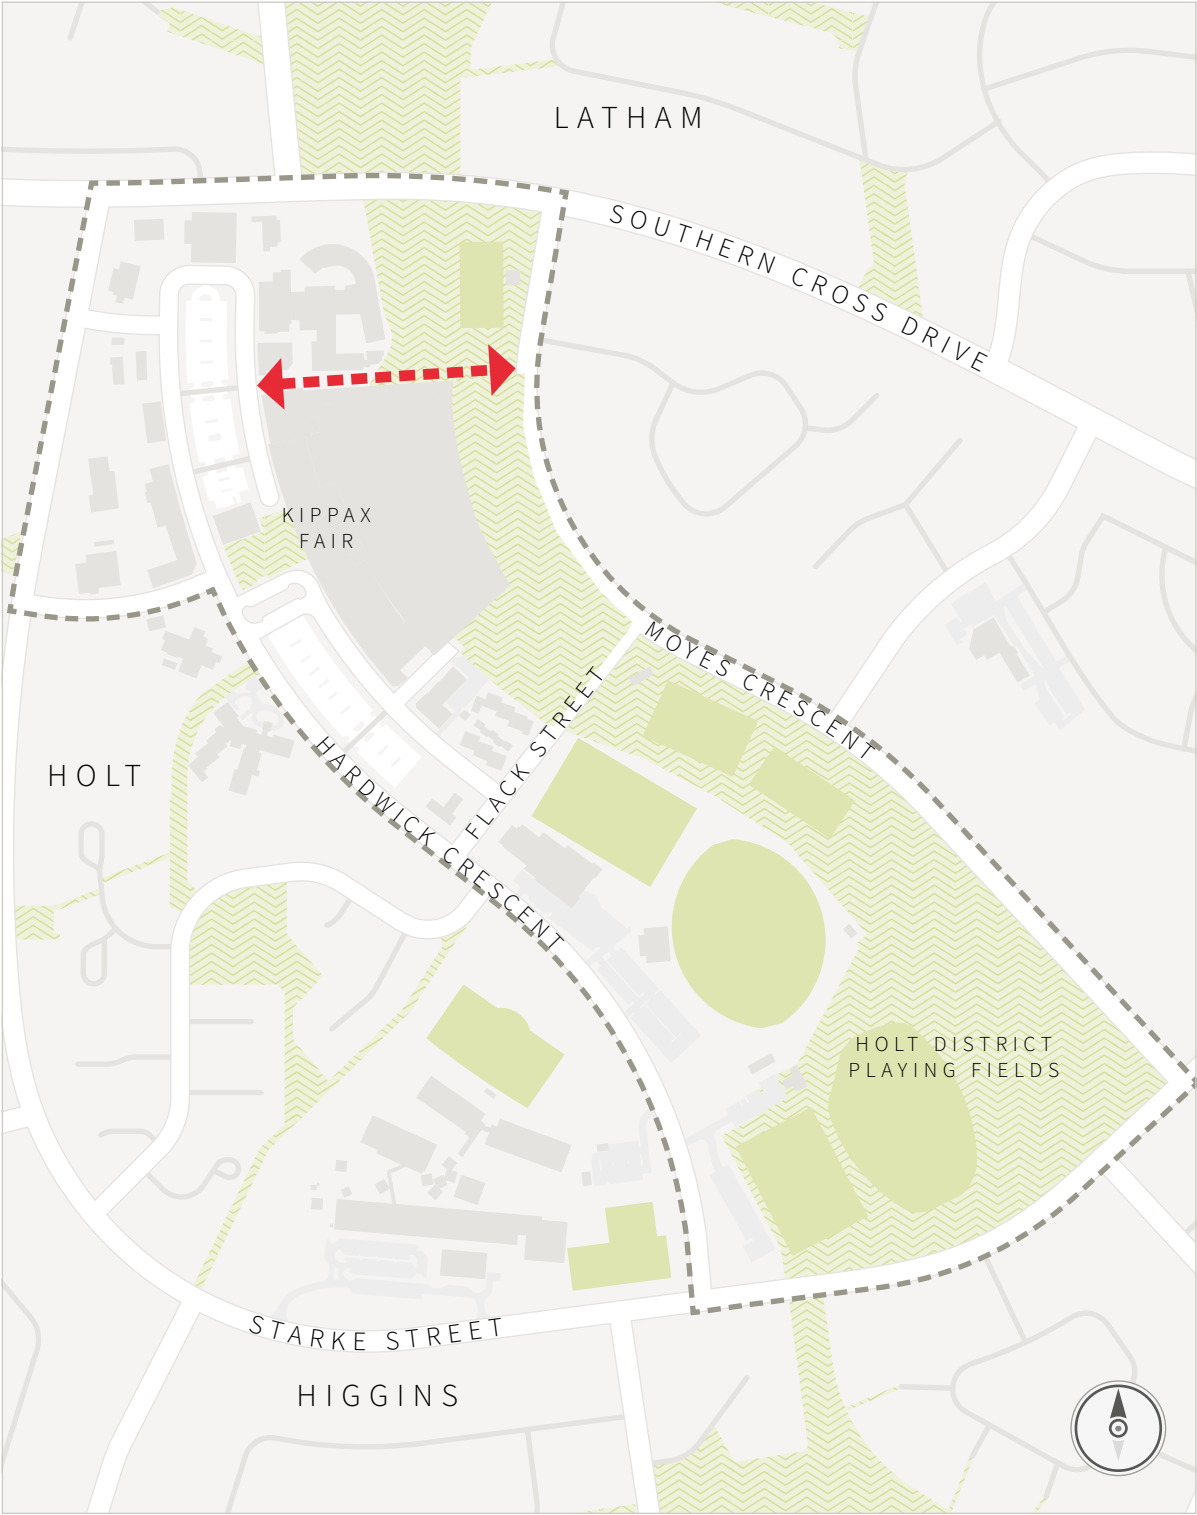 LATHAM
SOUTHERN CROSS DRIVE
KIPPAX
FAIR
MOYES CRESCENT
FLACK STREET
HOLT
HARDWICK CRESCENT
HOLT DISTRICT
PLAYING FIELDS
STARKE STREET
HIGGINS